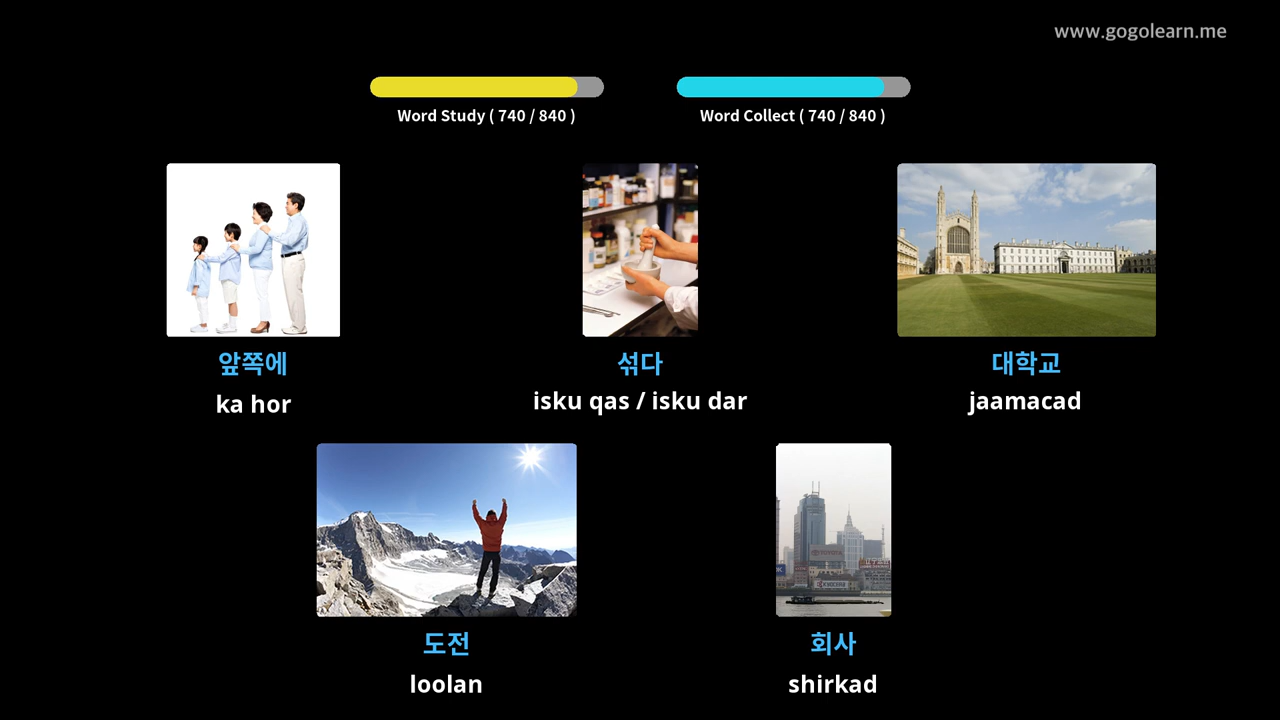 www.gogolearn.me
Word Study ( 740 / 840 )
Word Collect ( 740 / 840 )
앞쪽에
섞다
대학교
ka hor
isku qas / isku dar
jaamacad
도전
회사
loolan
shirkad